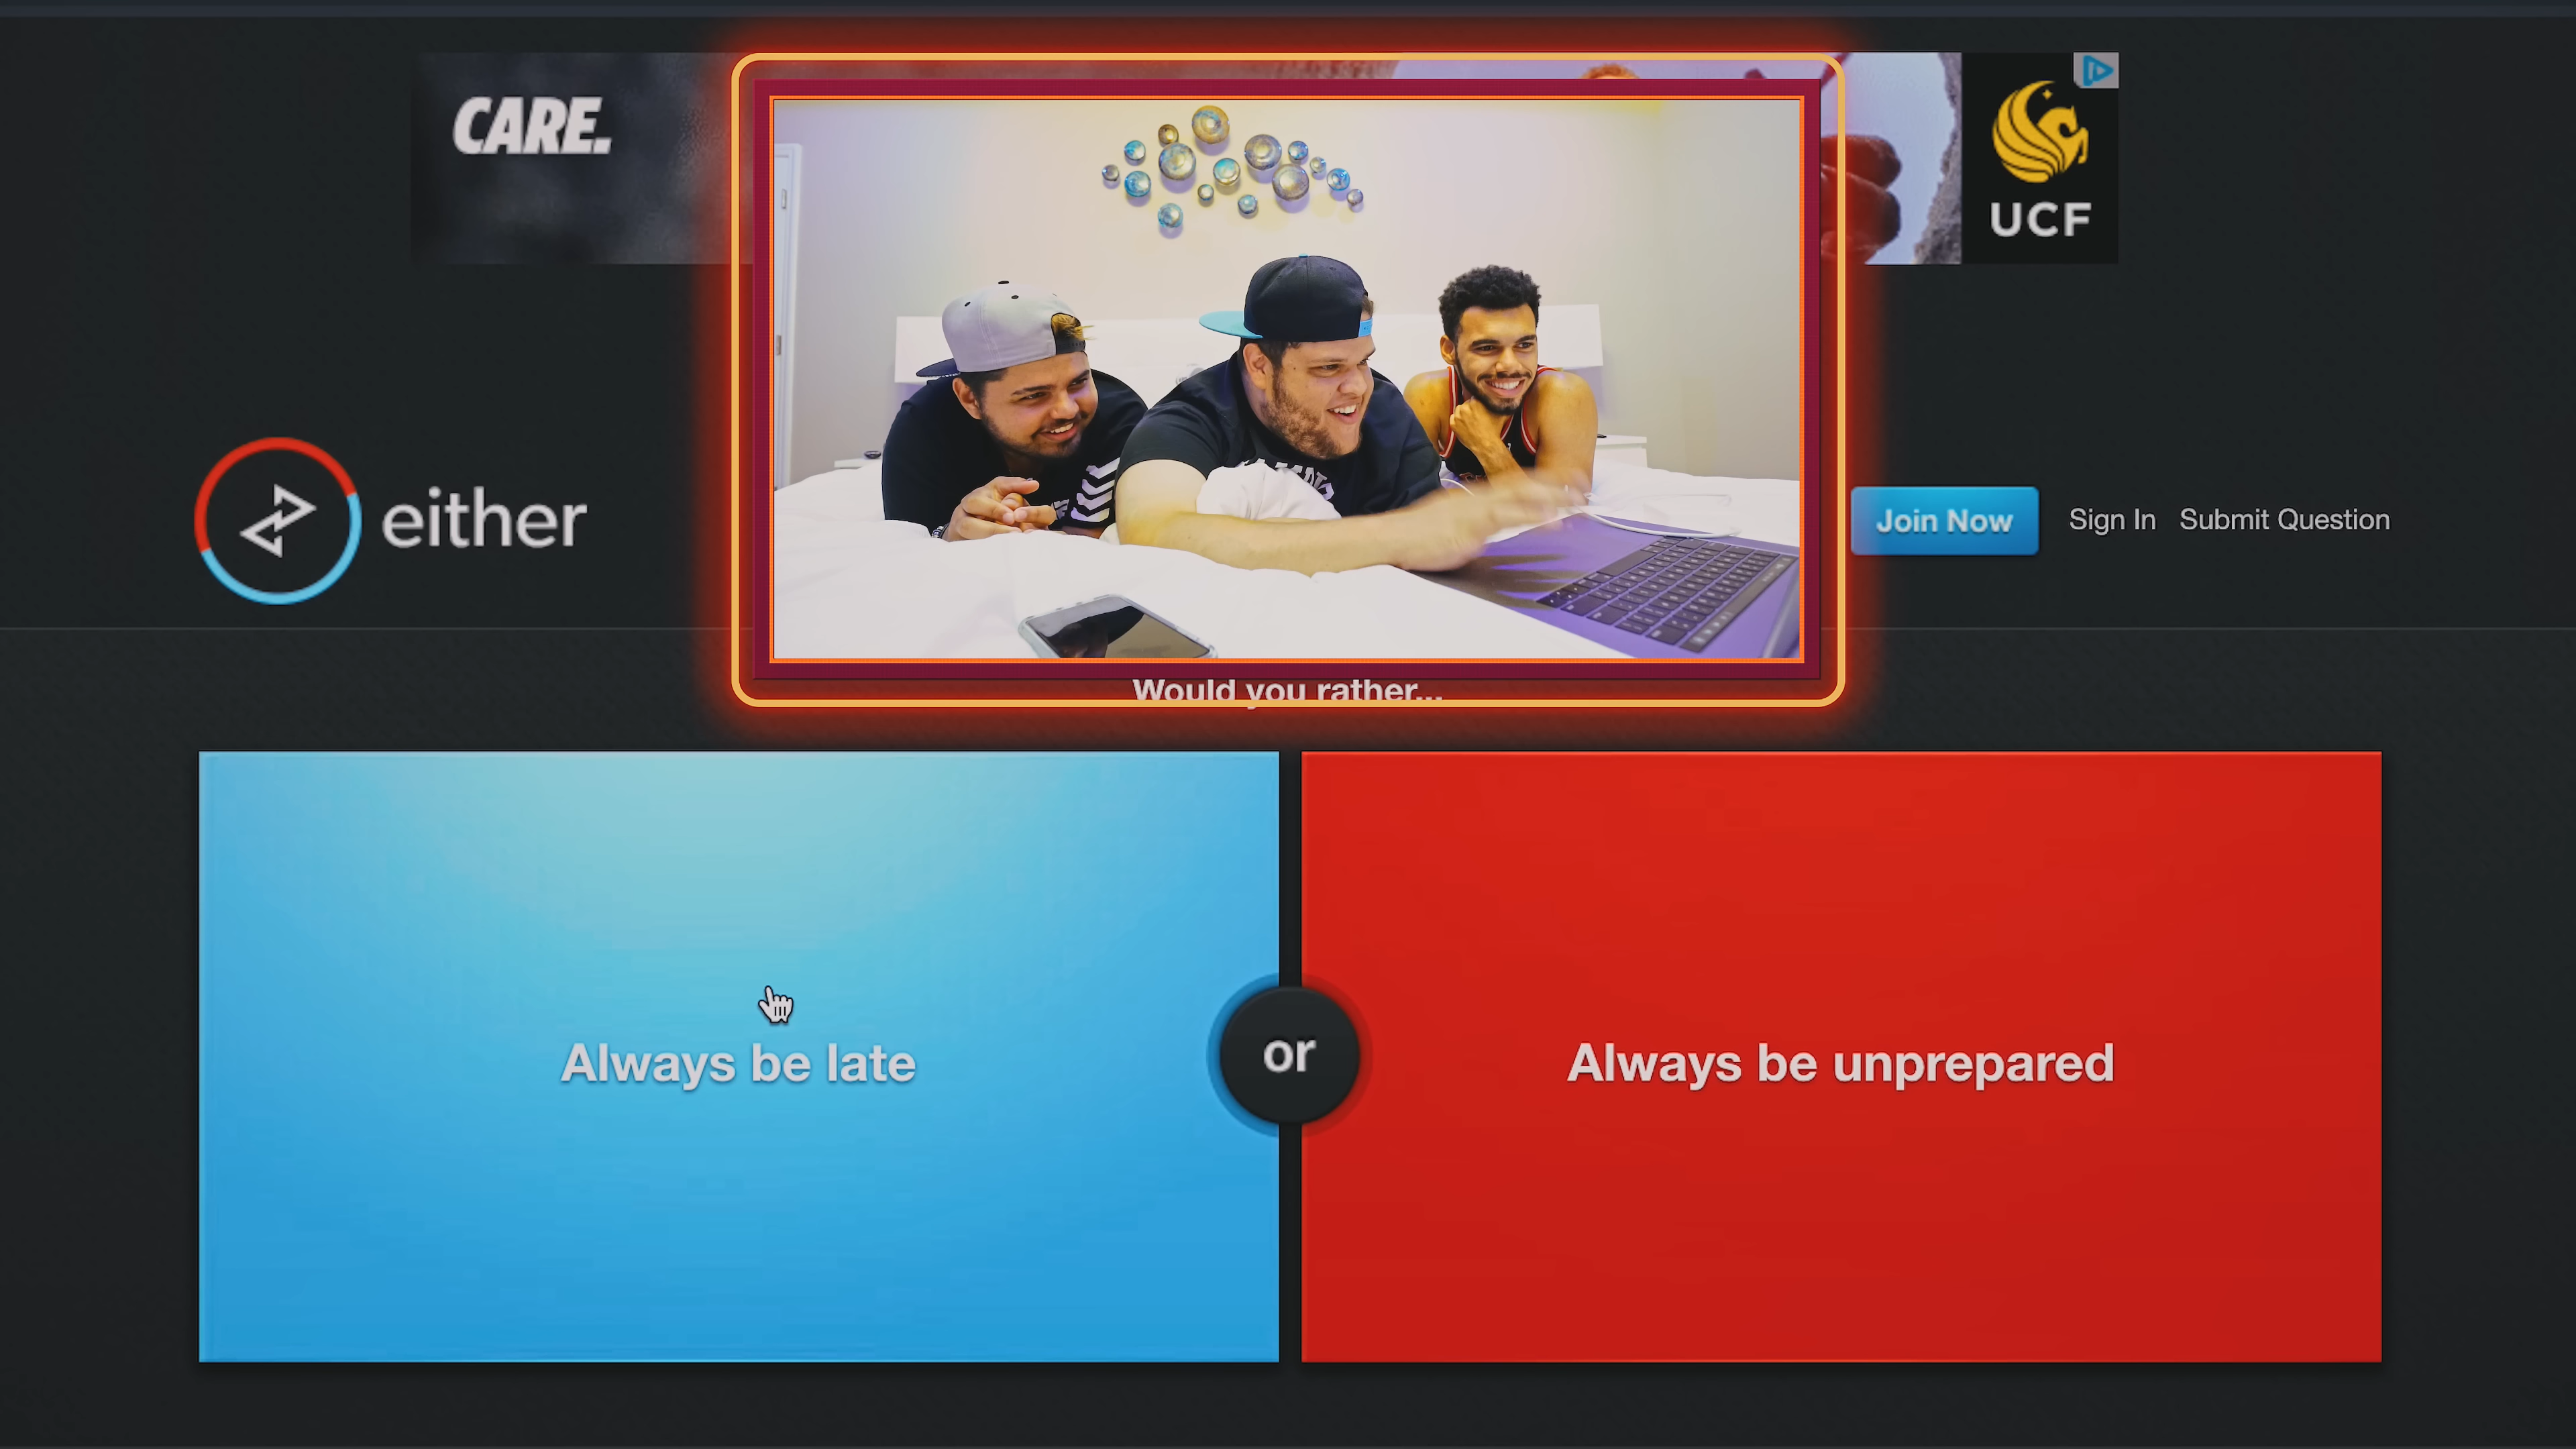 CARE.
UCF
either
Join Now
Sign In
Submit Question
Would you rather...
Always be late
or
Always be unprepared